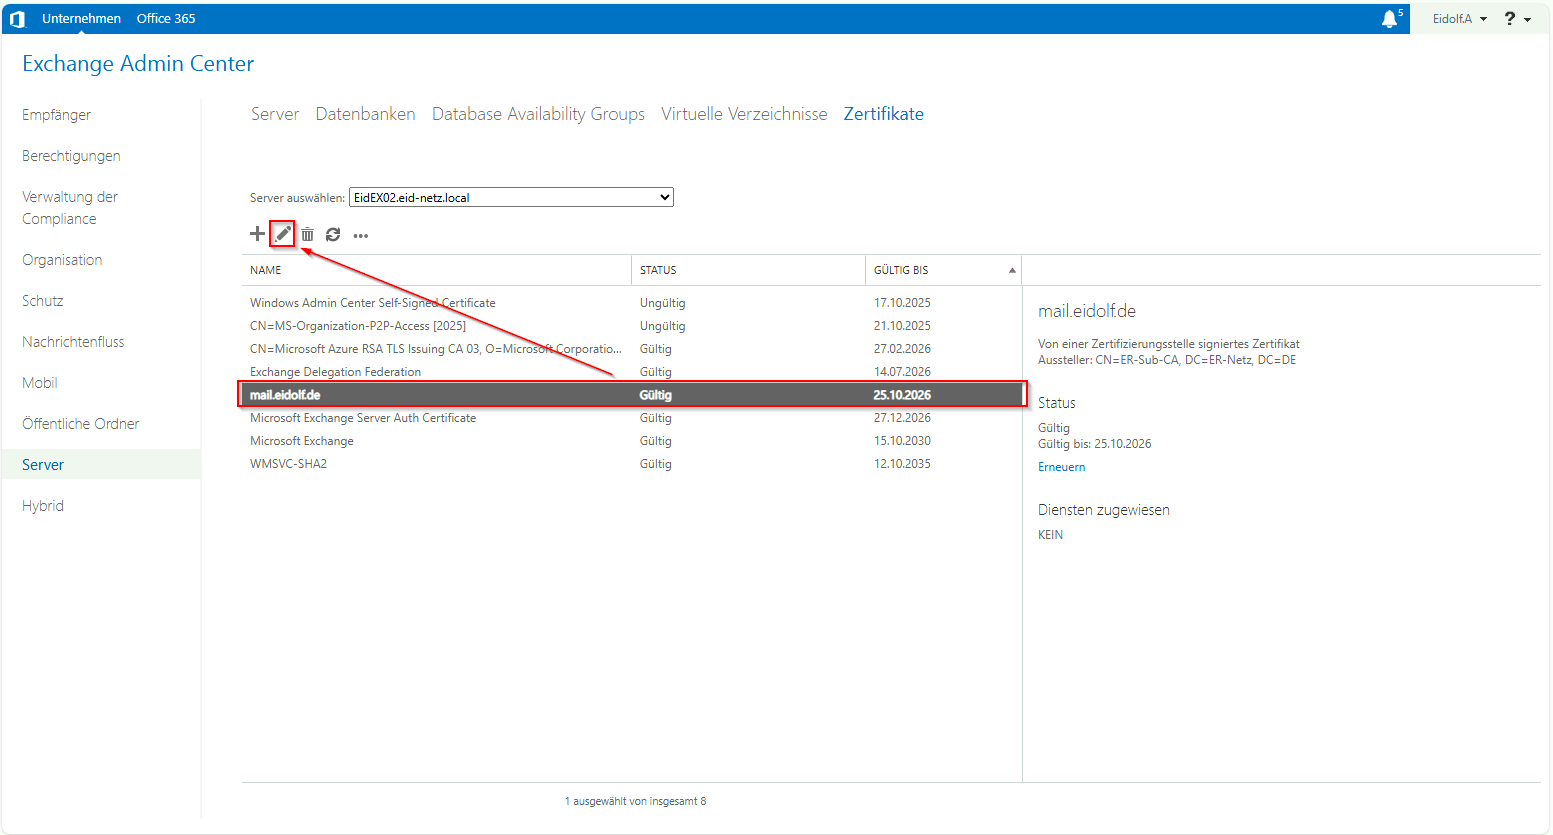 Unternehmen Office 365 5 Eidolf.A ?
Exchange Admin Center
Empfänger
Berechtigungen
Verwaltung der
Compliance
Organisation
Schutz
Nachrichtenfluss
Mobil
Öffentliche Ordner
Server
Hybrid
Server Datenbanken Database Availability Groups Virtuelle Verzeichnisse Zertifikate
Server auswählen: EidEX02.eid-netz.local
NAME STATUS GÜLTIG BIS
Windows Admin Center Self-Signed Certificate Ungültig 17.10.2025
CN=MS-Organization-P2P-Access [2025] Ungültig 21.10.2025
CN=Microsoft Azure RSA TLS Issuing CA 03, O=Microsoft Corporatio... Gültig 27.02.2026
Exchange Delegation Federation Gültig 14.07.2026
mail.eidolf.de Gültig 25.10.2026
Microsoft Exchange Server Auth Certificate Gültig 27.12.2026
Microsoft Exchange Gültig 15.10.2030
WMSVC-SHA2 Gültig 12.10.2035
mail.eidolf.de
Von einer Zertifizierungsstelle signiertes Zertifikat
Aussteller: CN=ER-Sub-CA, DC=ER-Netz, DC=DE
Status
Gültig
Gültig bis: 25.10.2026
Erneuern
Diensten zugewiesen
KEIN
1 ausgewählt von insgesamt 8